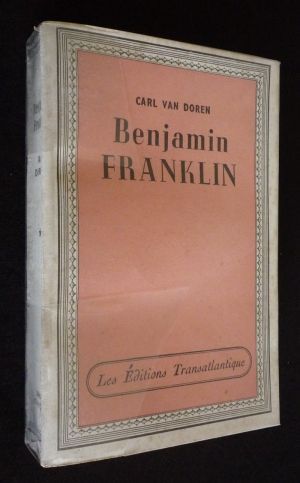 CARL VAN DOREN
Benjamin
FRANKLIN
Les Éditions Transatlantique